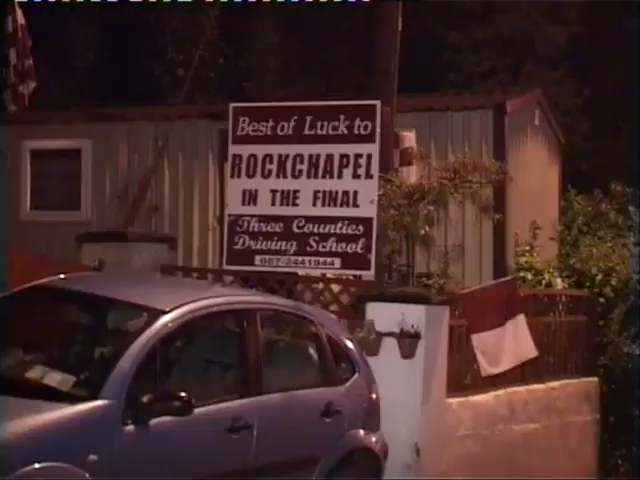 Best of Luck to
ROCKCHAPEL
IN THE FINAL
Three Counties
Driving School
087-2441944